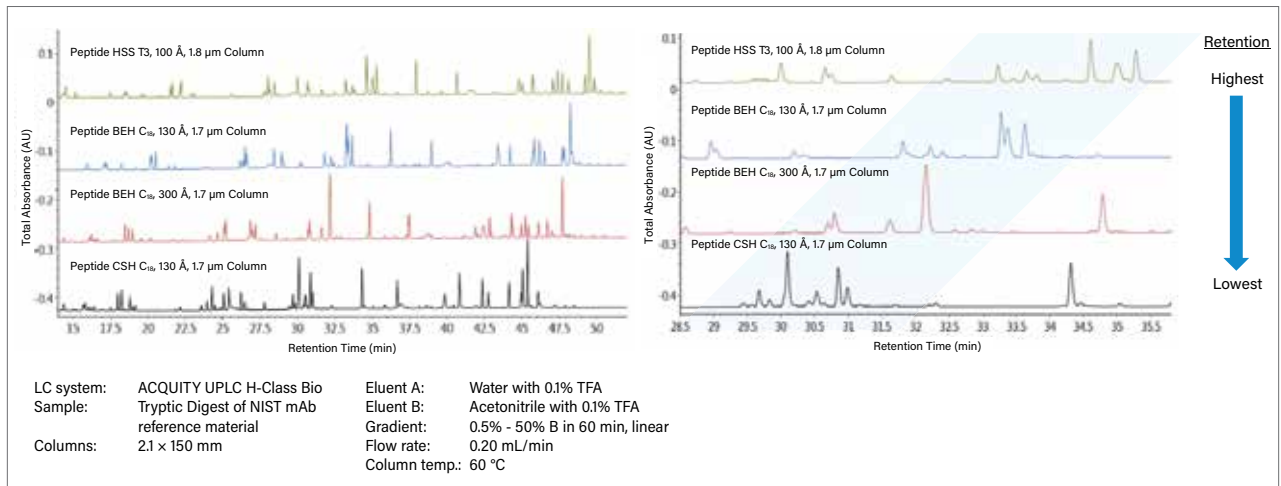 Peptide HSS T3, 100 Å, 1.8 µm Column
Peptide BEH C₁₈, 130 Å, 1.7 µm Column
Peptide BEH C₁₈, 300 Å, 1.7 µm Column
Peptide CSH C₁₈, 130 Å, 1.7 µm Column
Total Absorbance (AU)
0.1
0
-0.1
-0.2
-0.3
-0.4
15 17.5 20 22.5 25 27.5 30 32.5 35 37.5 40 42.5 45 47.5 50
Retention Time (min)
Peptide HSS T3, 100 Å, 1.8 µm Column
Peptide BEH C₁₈, 130 Å, 1.7 µm Column
Peptide BEH C₁₈, 300 Å, 1.7 µm Column
Peptide CSH C₁₈, 130 Å, 1.7 µm Column
Total Absorbance (AU)
0.1
0
-0.1
-0.2
-0.3
-0.4
28.5 29 29.5 30 30.5 31 31.5 32 32.5 33 33.5 34 34.5 35 35.5
Retention Time (min)
Retention
Highest
Lowest
LC system: ACQUITY UPLC H-Class Bio
Sample: Tryptic Digest of NIST mAb
reference material
Columns: 2.1 × 150 mm
Eluent A: Water with 0.1% TFA
Eluent B: Acetonitrile with 0.1% TFA
Gradient: 0.5% - 50% B in 60 min, linear
Flow rate: 0.20 mL/min
Column temp.: 60 °C